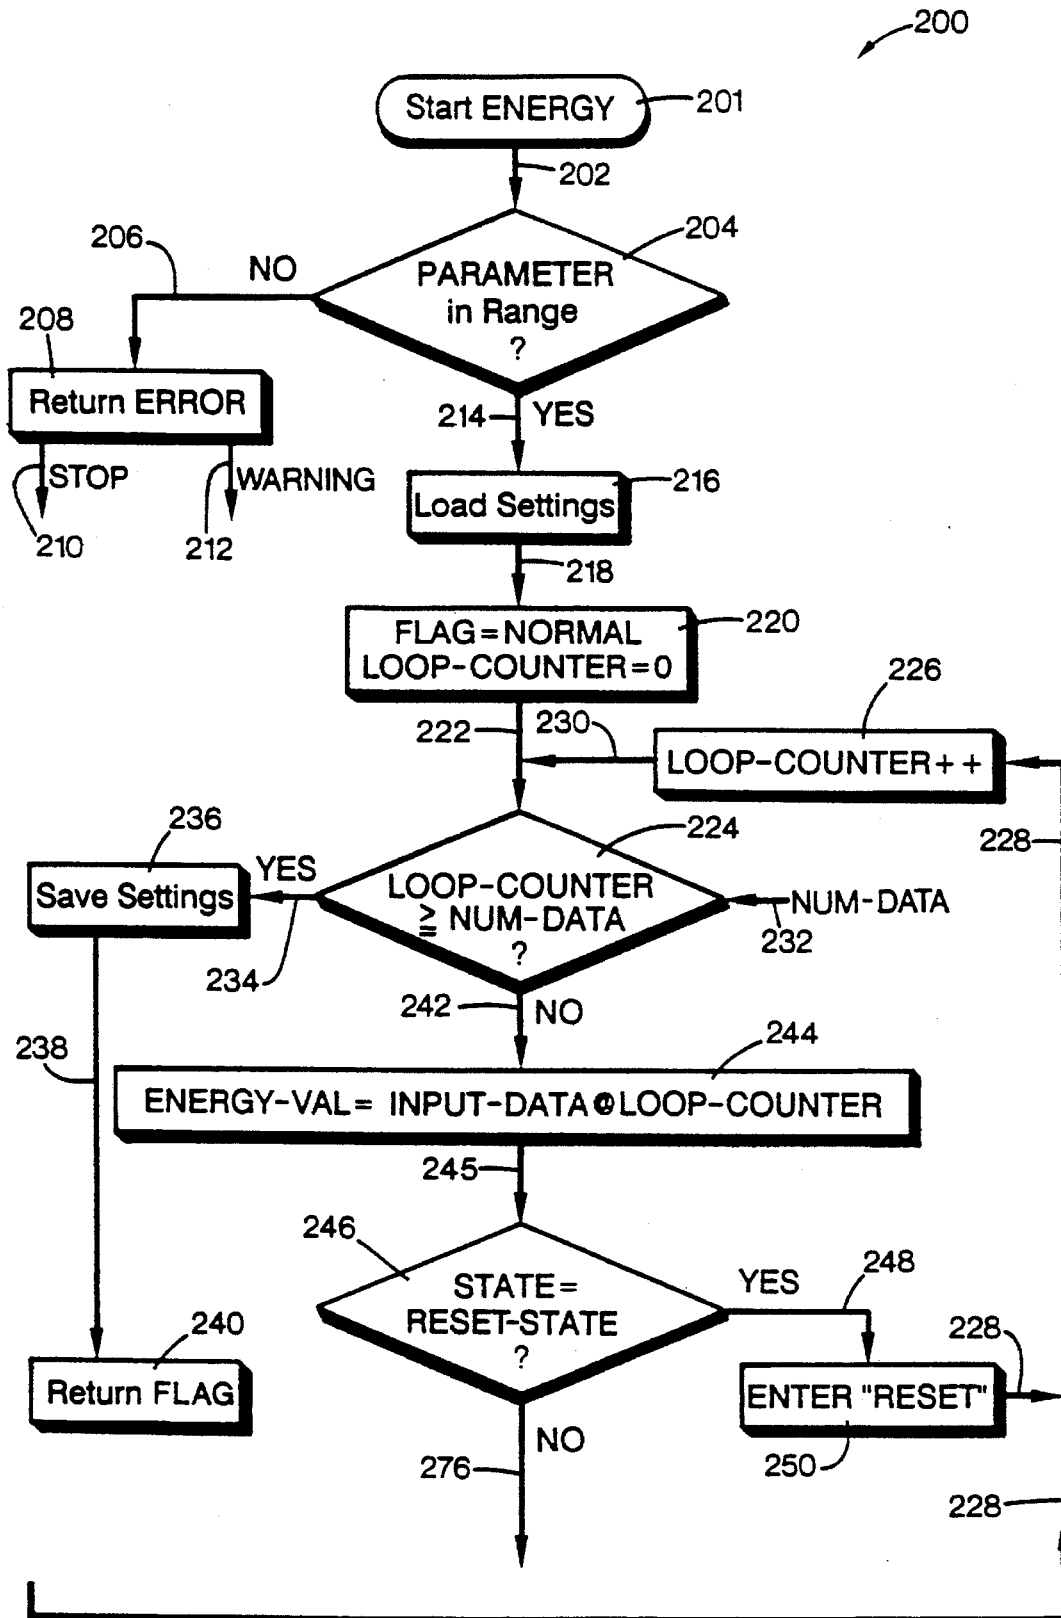 200
Start ENERGY
201
202
204
206
NO
PARAMETER
in Range
?
208
Return ERROR
214
YES
STOP
WARNING
210
212
Load Settings
216
218
FLAG=NORMAL
LOOP-COUNTER=0
220
222
230
226
LOOP-COUNTER++
228
236
224
YES
Save Settings
LOOP-COUNTER
≧ NUM-DATA
?
NUM-DATA
232
234
242
NO
238
244
ENERGY-VAL= INPUT-DATA@LOOP-COUNTER
245
246
STATE=
RESET-STATE
?
YES
248
240
Return FLAG
228
ENTER "RESET"
250
NO
276
228